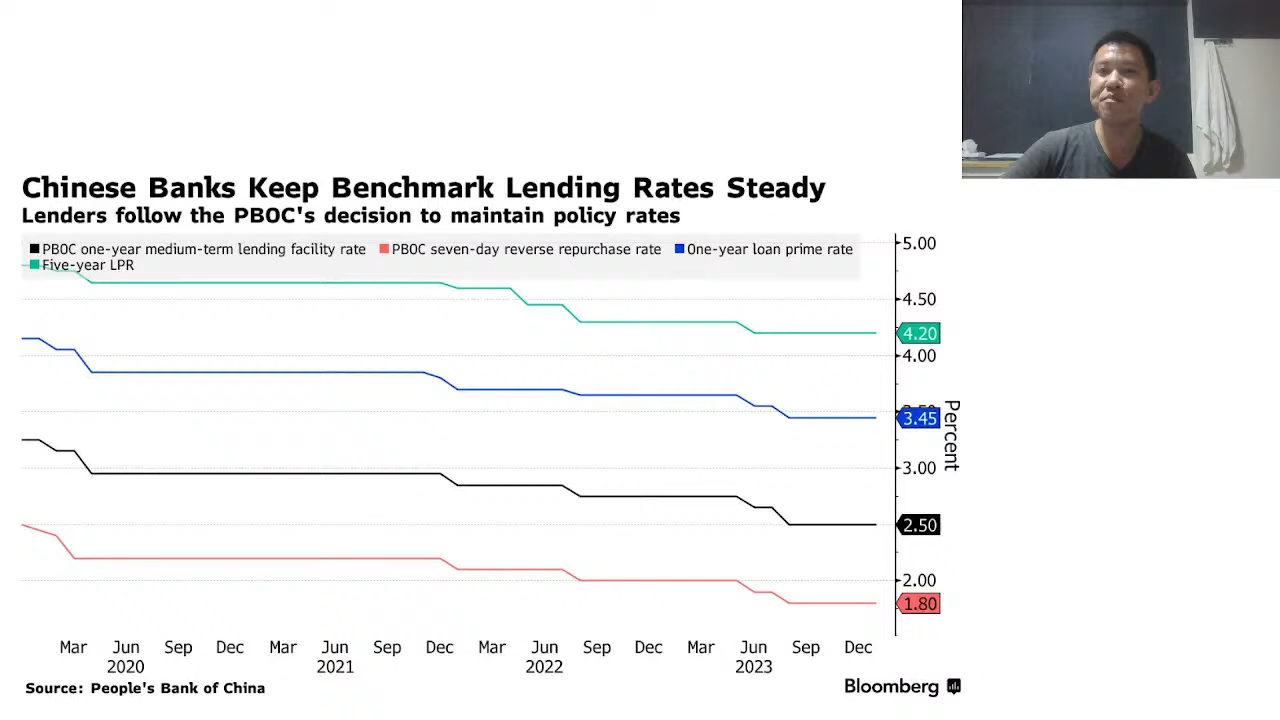 Chinese Banks Keep Benchmark Lending Rates Steady
Lenders follow the PBOC's decision to maintain policy rates
PBOC one-year medium-term lending facility rate PBOC seven-day reverse repurchase rate One-year loan prime rate
Five-year LPR
5.00
4.50
4.20
4.00
3.50
3.45
Percent
3.00
2.50
2.00
1.80
Mar Jun Sep Dec Mar Jun Sep Dec Mar Jun Sep Dec Mar Jun Sep Dec
2020 2021 2022 2023
Source: People's Bank of China
Bloomberg